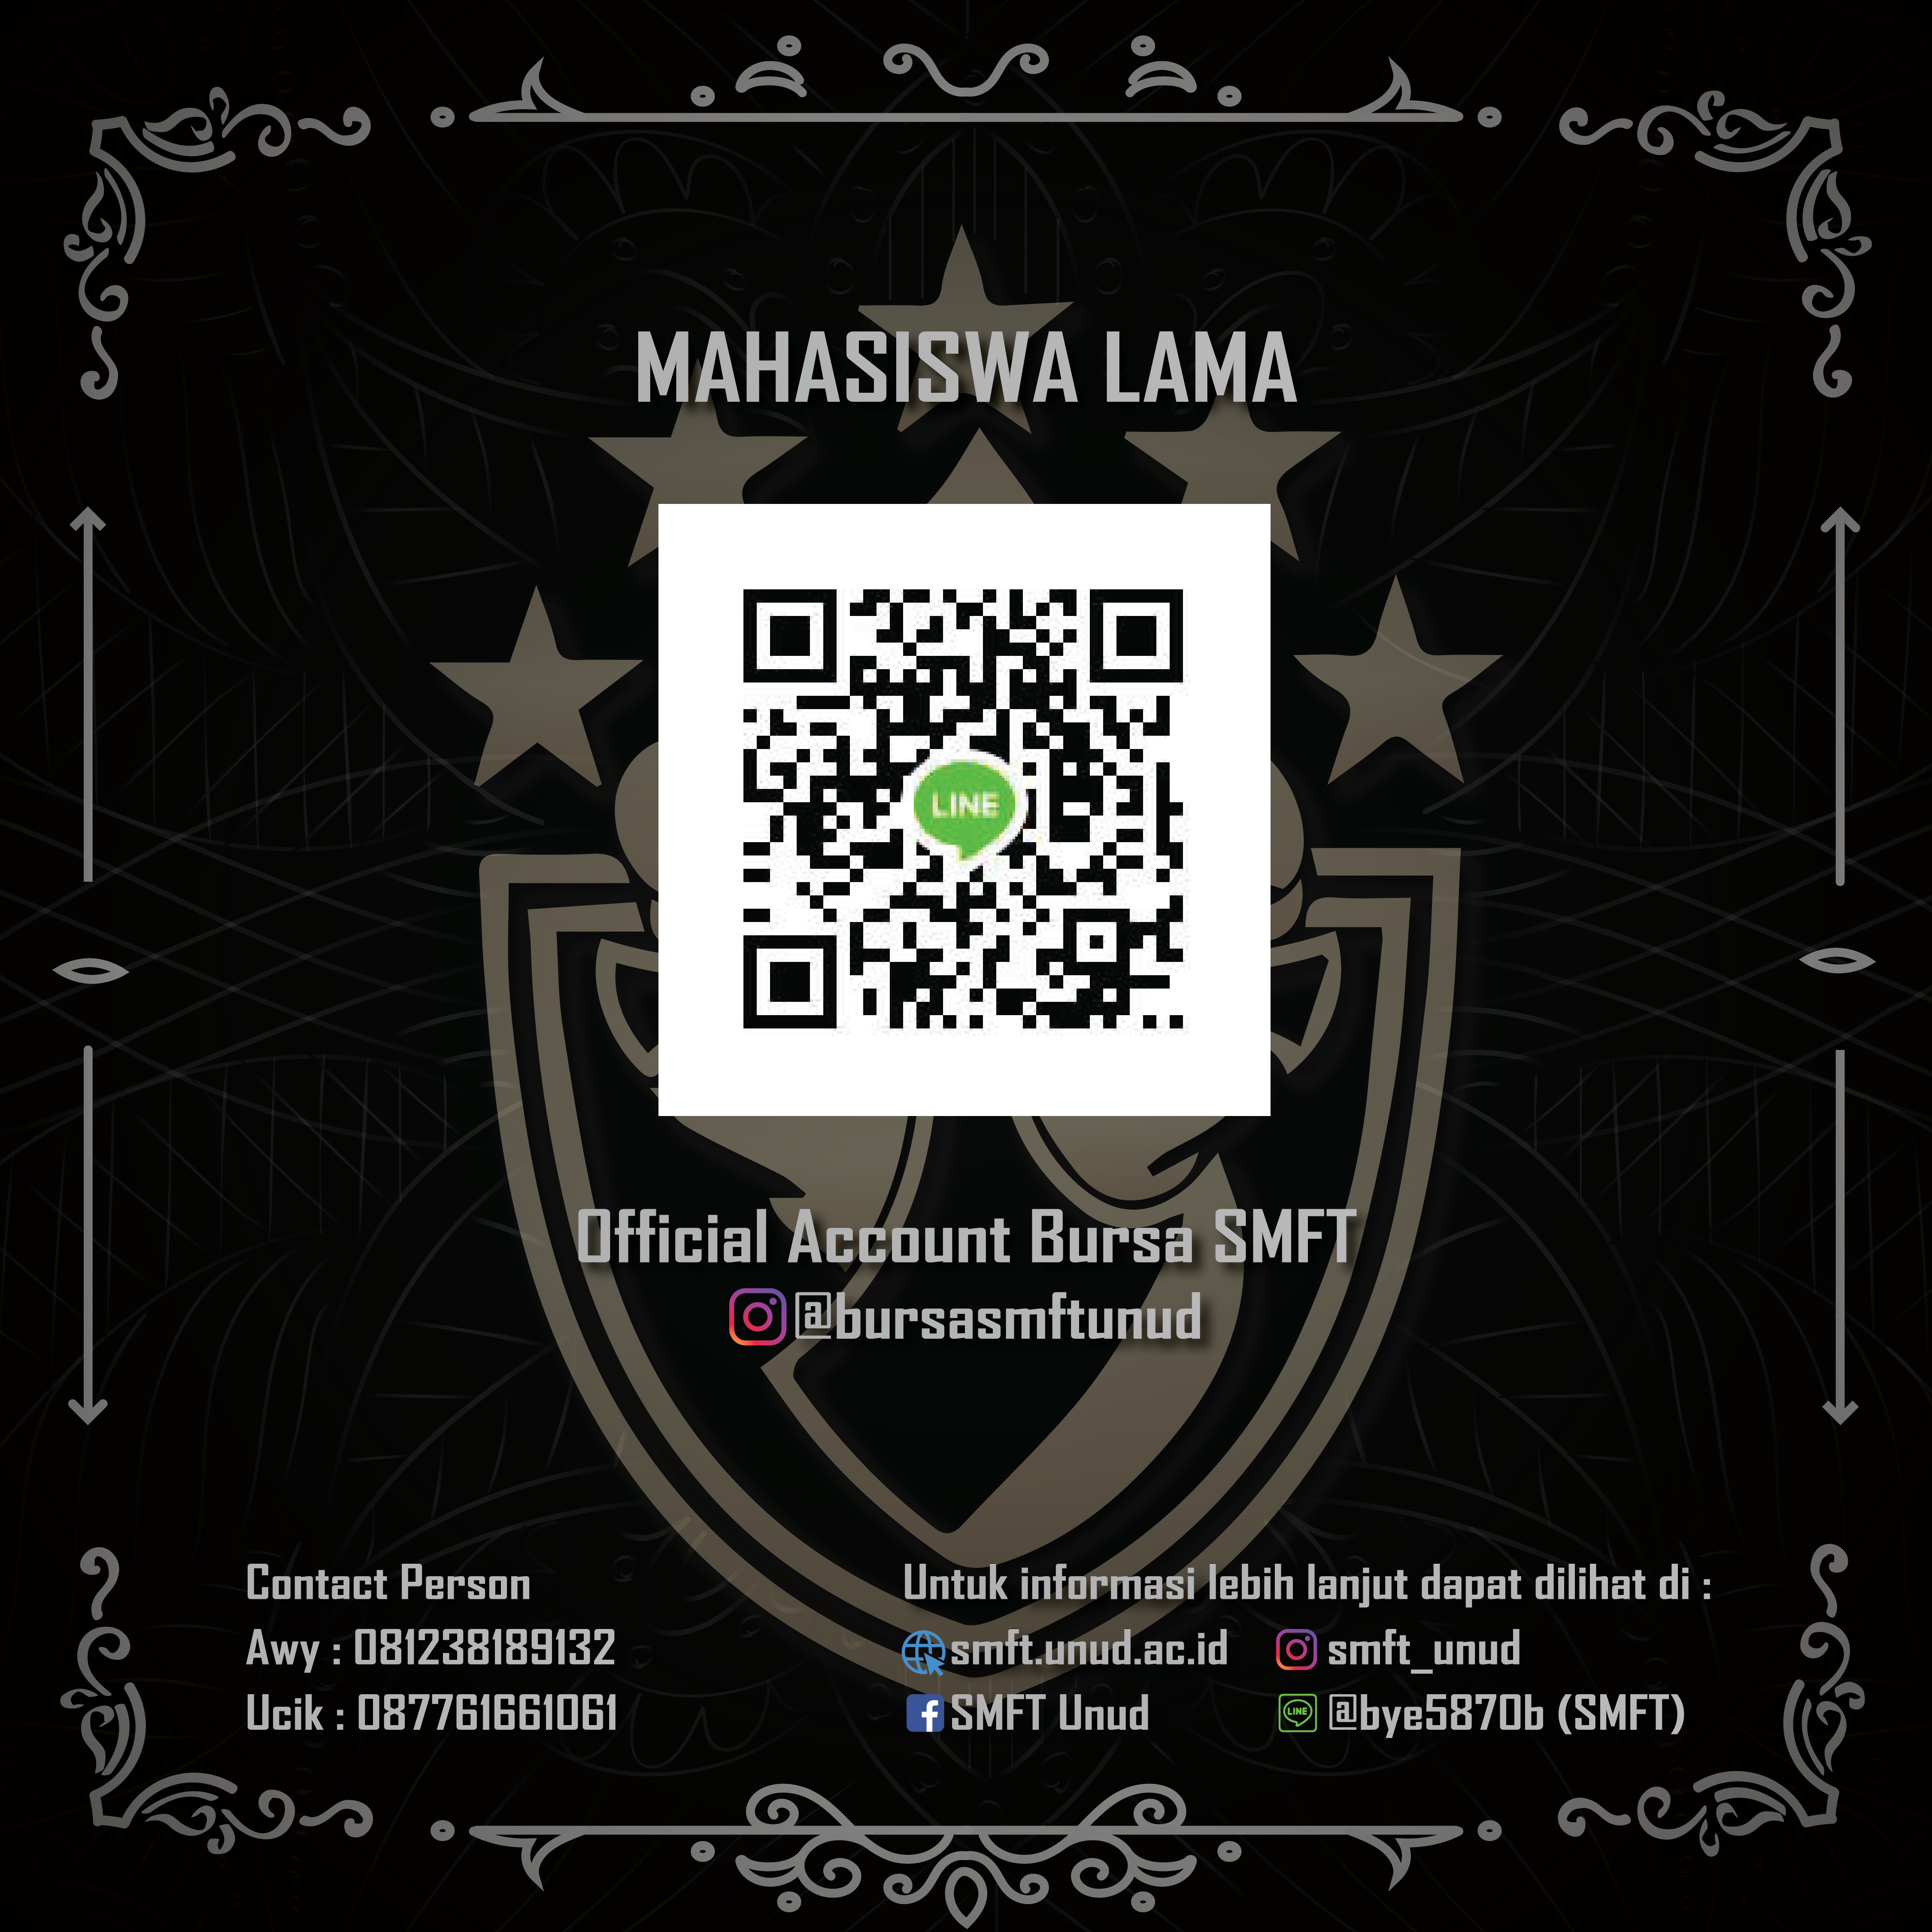 MAHASISWA LAMA
LINE
Official Account Bursa SMFT
@bursasmftunud
Contact Person
Awy : 081238189132
Ucik : 087761661061
Untuk informasi lebih lanjut dapat dilihat di :
smft.unud.ac.id smft_unud
SMFT Unud LINE @bye5870b (SMFT)